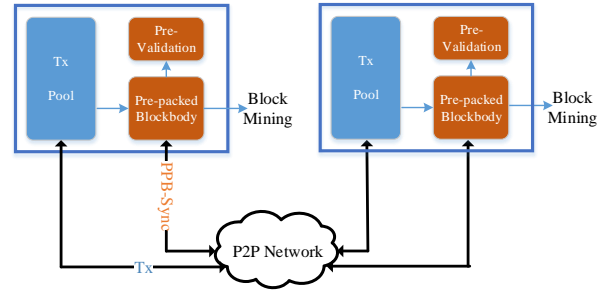 Tx
Pool
Pre-
Validation
Pre-packed
Blockbody
Block
Mining
Tx
Pool
Pre-
Validation
Pre-packed
Blockbody
Block
Mining
PPB-Sync
P2P Network
Tx